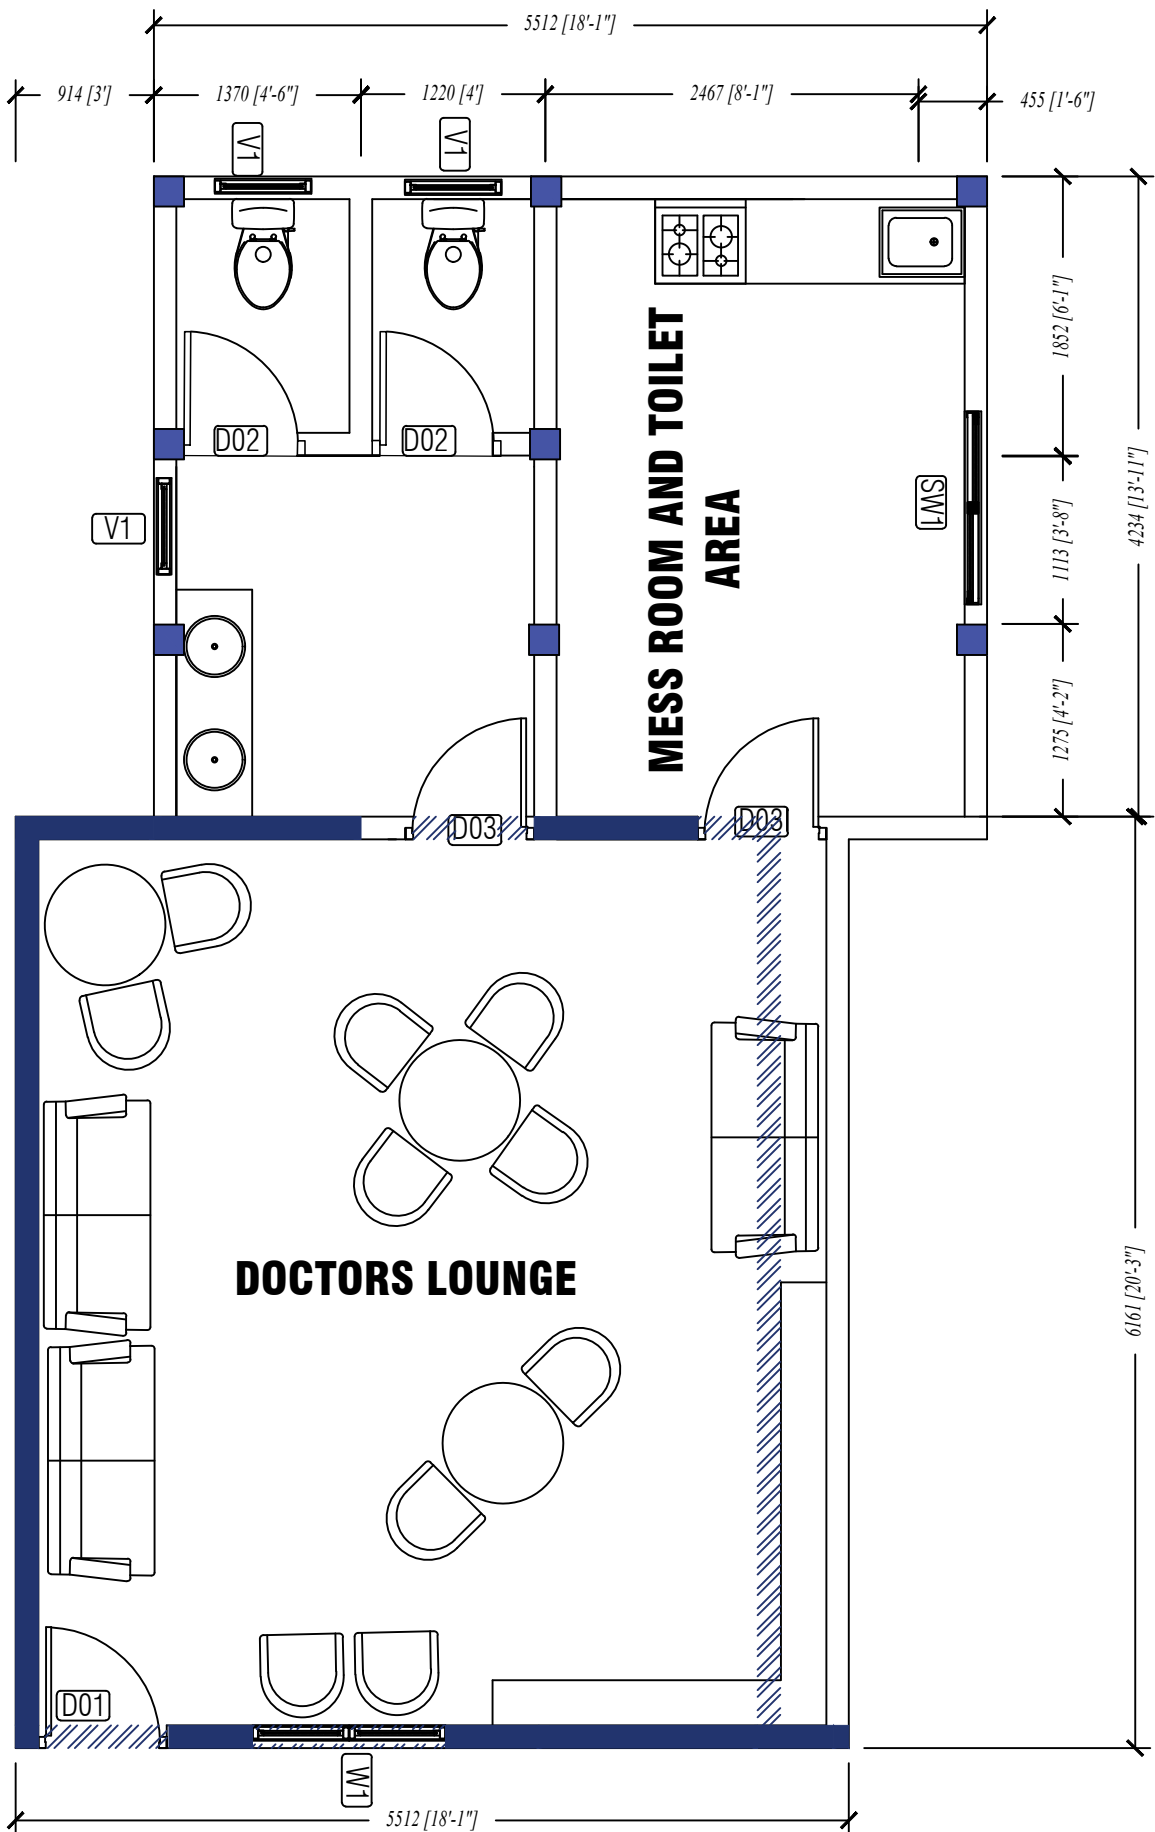 5512 [18'-1"]
914 [3']
1370 [4'-6"]
1220 [4']
2467 [8'-1"]
455 [1'-6"]
V1
V1
1852 [6'-1"]
D02
D02
MESS ROOM AND TOILET
AREA
SW1
V1
1113 [3'-8"]
4234 [13'-11"]
1275 [4'-2"]
D03
D03
DOCTORS LOUNGE
6161 [20'-3"]
D01
W1
5512 [18'-1"]